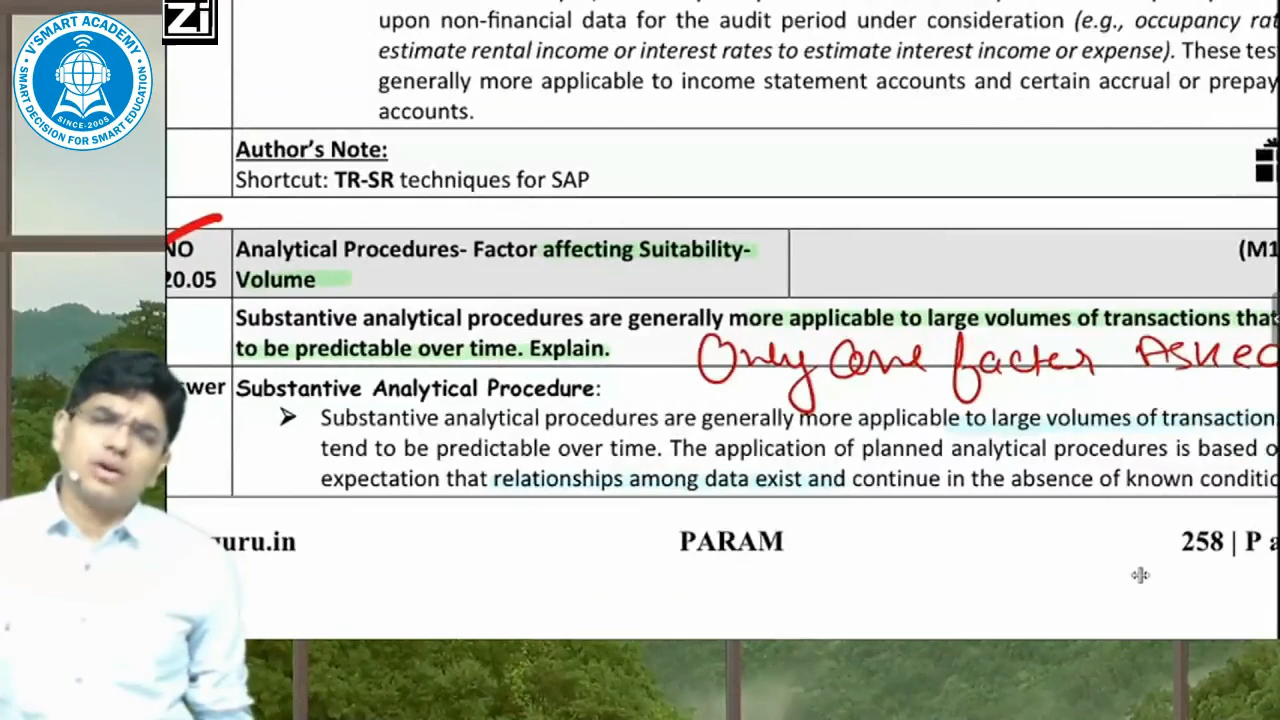 V'SMART ACADEMY
SINCE-2005
SMART DECISION FOR SMART EDUCATION
Zi
upon non-financial data for the audit period under consideration (e.g., occupancy rat
estimate rental income or interest rates to estimate interest income or expense). These tes
generally more applicable to income statement accounts and certain accrual or prepay
accounts.
Author's Note:
Shortcut: TR-SR techniques for SAP
NO Analytical Procedures- Factor affecting Suitability- (M1
20.05 Volume
Substantive analytical procedures are generally more applicable to large volumes of transactions that
to be predictable over time. Explain.
Only one factor Asked
wer Substantive Analytical Procedure:
➤ Substantive analytical procedures are generally more applicable to large volumes of transaction
tend to be predictable over time. The application of planned analytical procedures is based o
expectation that relationships among data exist and continue in the absence of known conditic
guru.in PARAM 258 | P a